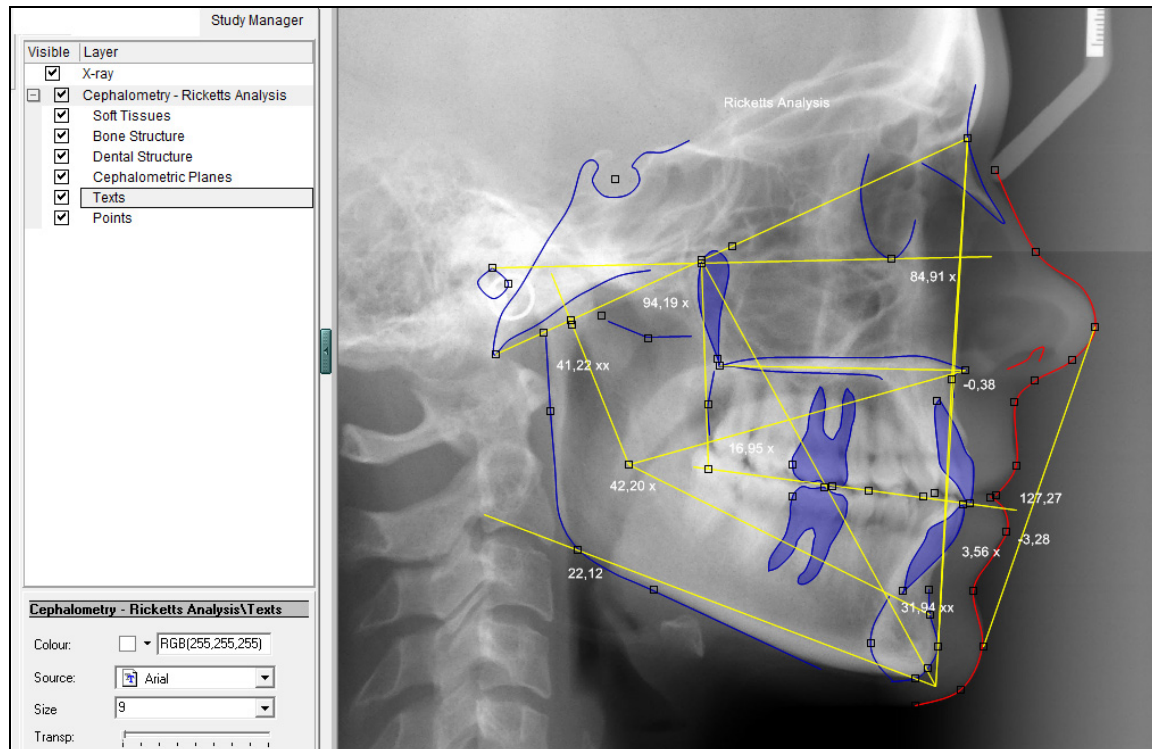 Study Manager
Visible Layer
X-ray
Cephalometry - Ricketts Analysis
Soft Tissues
Bone Structure
Dental Structure
Cephalometric Planes
Texts
Points
Cephalometry - Ricketts Analysis\Texts
Colour: RGB(255,255,255)
Source: Arial
Size 9
Transp:
Ricketts Analysis
84,91 x
94,19 x
41,22 xx
-0,38
16,95 x
42,20 x
127,27
-3,28
3,56 x
22,12
31,94 xx